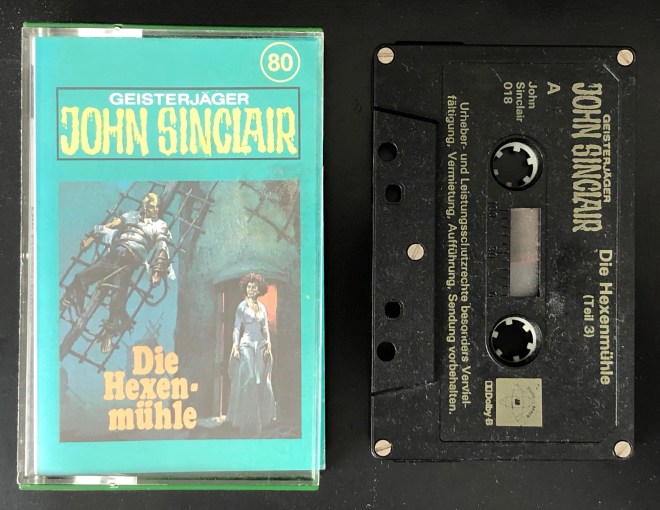 80
GEISTERJÄGER
JOHN SINCLAIR
Die
Hexen-
mühle
GEISTERJÄGER
JOHN SINCLAIR
Die Hexenmühle
(Teil 3)
A
John
Sinclair
018
Urheber- und Leistungsschutzrechte besonders Verviel-
fältigung, Vermietung, Aufführung, Sendung vorbehalten.
Dolby B